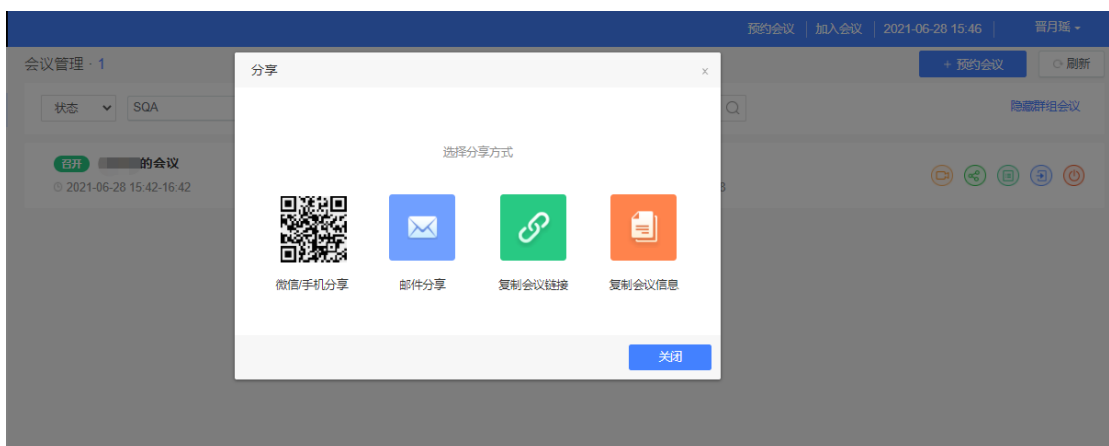 预约会议 加入会议 2021-06-28 15:46 晋月瑶
会议管理 · 1
+ 预约会议 刷新
分享 x
状态 SQA
隐藏群组会议
选择分享方式
召开 的会议
2021-06-28 15:42-16:42
8
微信/手机分享 邮件分享 复制会议链接 复制会议信息
关闭